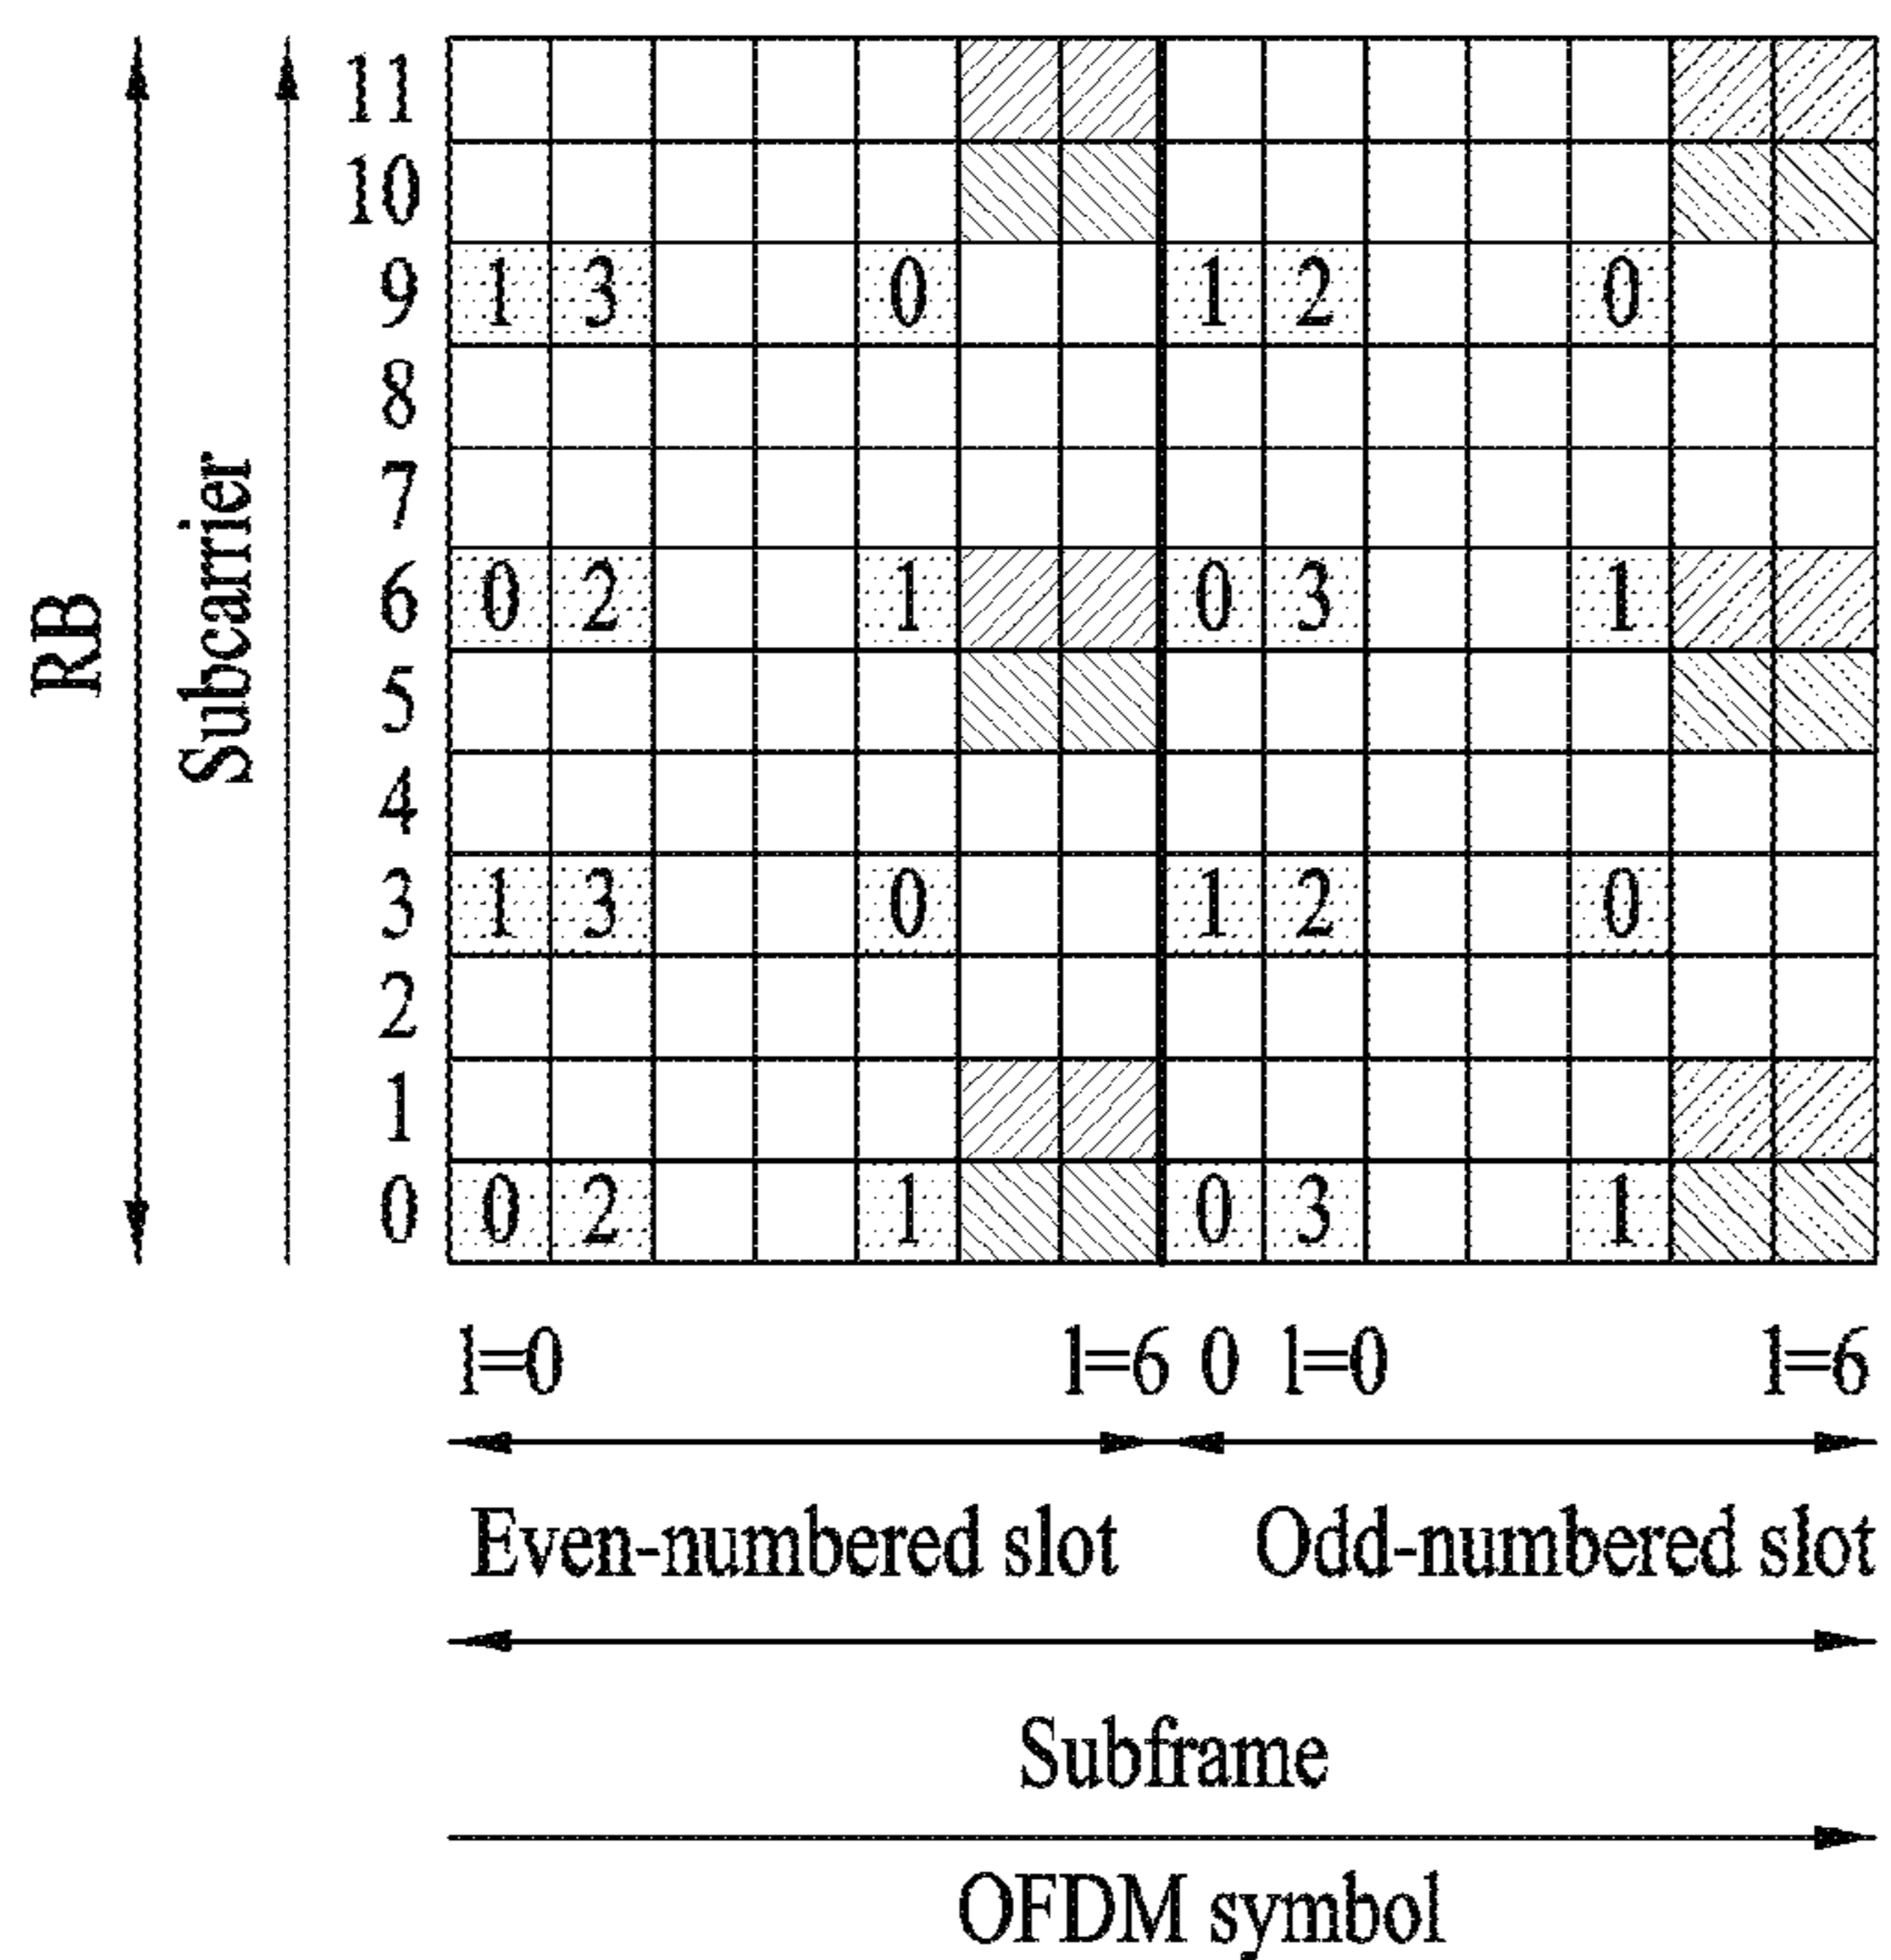 11
10
9 1 3 0 1 2 0
8
7
6 0 2 1 0 3 1
5
4
3 1 3 0 1 2 0
2
1
0 0 2 1 0 3 1
RB
Subcarrier
l=0 l=6 0 l=0 l=6
Even-numbered slot Odd-numbered slot
Subframe
OFDM symbol